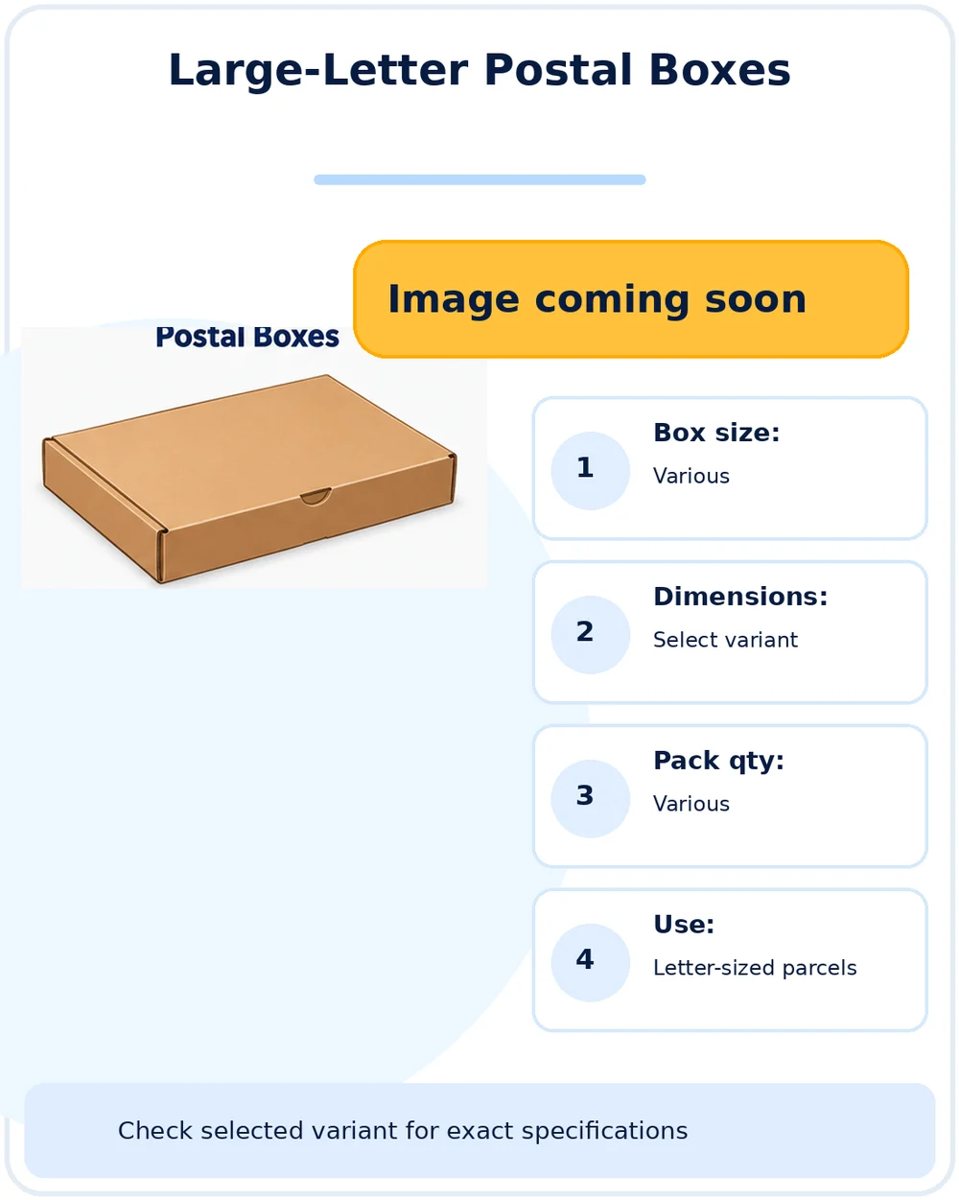 Large-Letter Postal Boxes
Image coming soon
Postal Boxes
1
Box size:
Various
2
Dimensions:
Select variant
3
Pack qty:
Various
4
Use:
Letter-sized parcels
Check selected variant for exact specifications